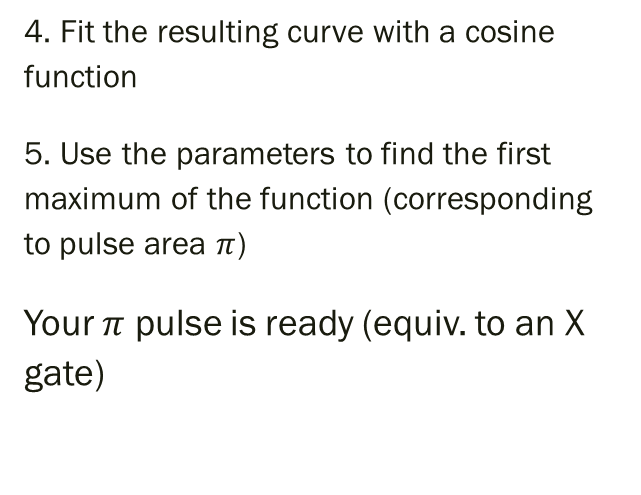 4. Fit the resulting curve with a cosine
function
5. Use the parameters to find the first
maximum of the function (corresponding
to pulse area π)
Your π pulse is ready (equiv. to an X
gate)